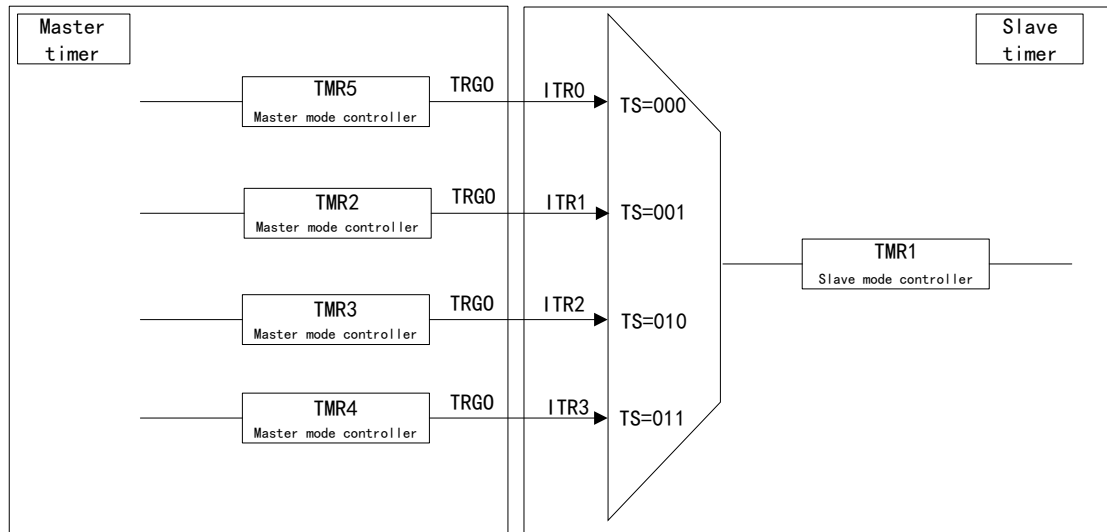 Master
timer
Slave
timer
TMR5
Master mode controller
TRGO
ITR0
TS=000
TMR2
Master mode controller
TRGO
ITR1
TS=001
TMR1
Slave mode controller
TMR3
Master mode controller
TRGO
ITR2
TS=010
TMR4
Master mode controller
TRGO
ITR3
TS=011